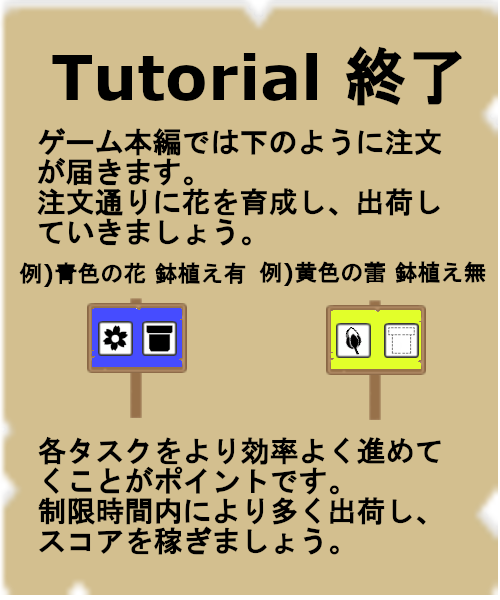 Tutorial 終了
ゲーム本編では下のように注文
が届きます。
注文通りに花を育成し、出荷し
ていきましょう。
例)青色の花 鉢植え有 例)黄色の蕾 鉢植え無
各タスクをより効率よく進めて
くことがポイントです。
制限時間内により多く出荷し、
スコアを稼ぎましょう。